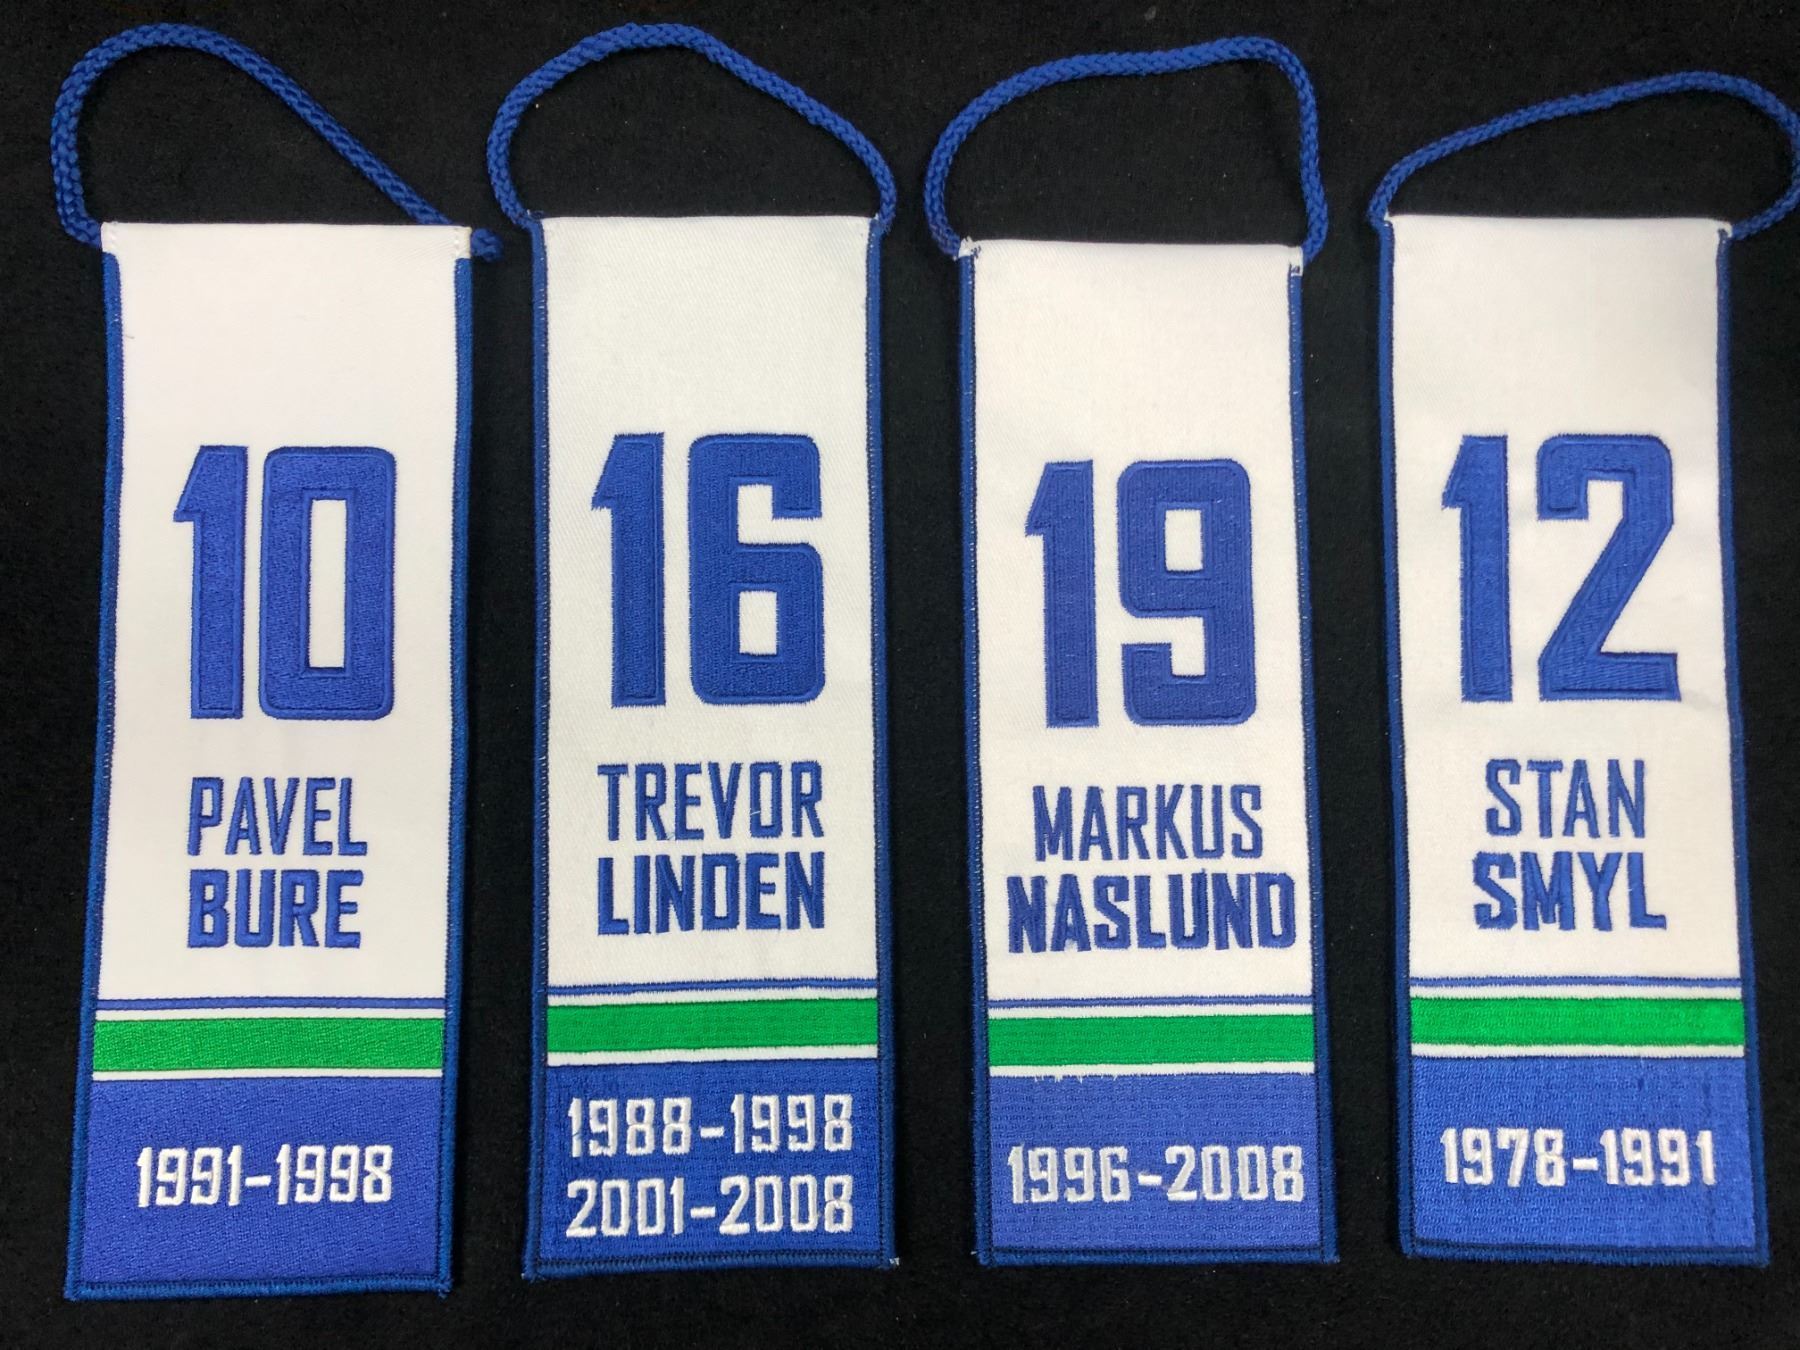 10
PAVEL
BURE
1991-1998
16
TREVOR
LINDEN
1988-1998
2001-2008
19
MARKUS
NASLUND
1996-2008
12
STAN
SMYL
1978-1991